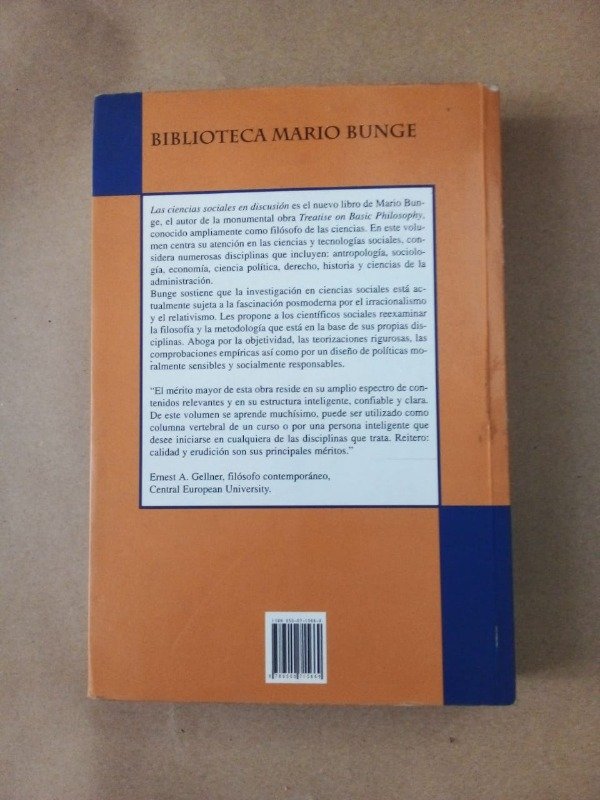 BIBLIOTECA MARIO BUNGE
Las ciencias sociales en discusión es el nuevo libro de Mario Bun-
ge, el autor de la monumental obra Treatise on Basic Philosophy,
conocido ampliamente como filósofo de las ciencias. En este volu-
men centra su atención en las ciencias y tecnologías sociales, con-
sidera numerosas disciplinas que incluyen: antropología, sociolo-
gía, economía, ciencia política, derecho, historia y ciencias de la
administración.
Bunge sostiene que la investigación en ciencias sociales está ac-
tualmente sujeta a la fascinación posmoderna por el irracionalismo
y el relativismo. Les propone a los científicos sociales reexaminar
la filosofía y la metodología que está en la base de sus propias dis-
ciplinas. Aboga por la objetividad, las teorizaciones rigurosas, las
comprobaciones empíricas así como por un diseño de políticas mo-
ralmente sensibles y socialmente responsables.
"El mérito mayor de esta obra reside en su amplio espectro de con-
tenidos relevantes y en su estructura inteligente, confiable y clara.
De este volumen se aprende muchísimo, puede ser utilizado como
columna vertebral de un curso o por una persona inteligente que
desee iniciarse en cualquiera de las disciplinas que trata. Reitero:
calidad y erudición son sus principales méritos."
Ernest A. Gellner, filósofo contemporáneo,
Central European University.